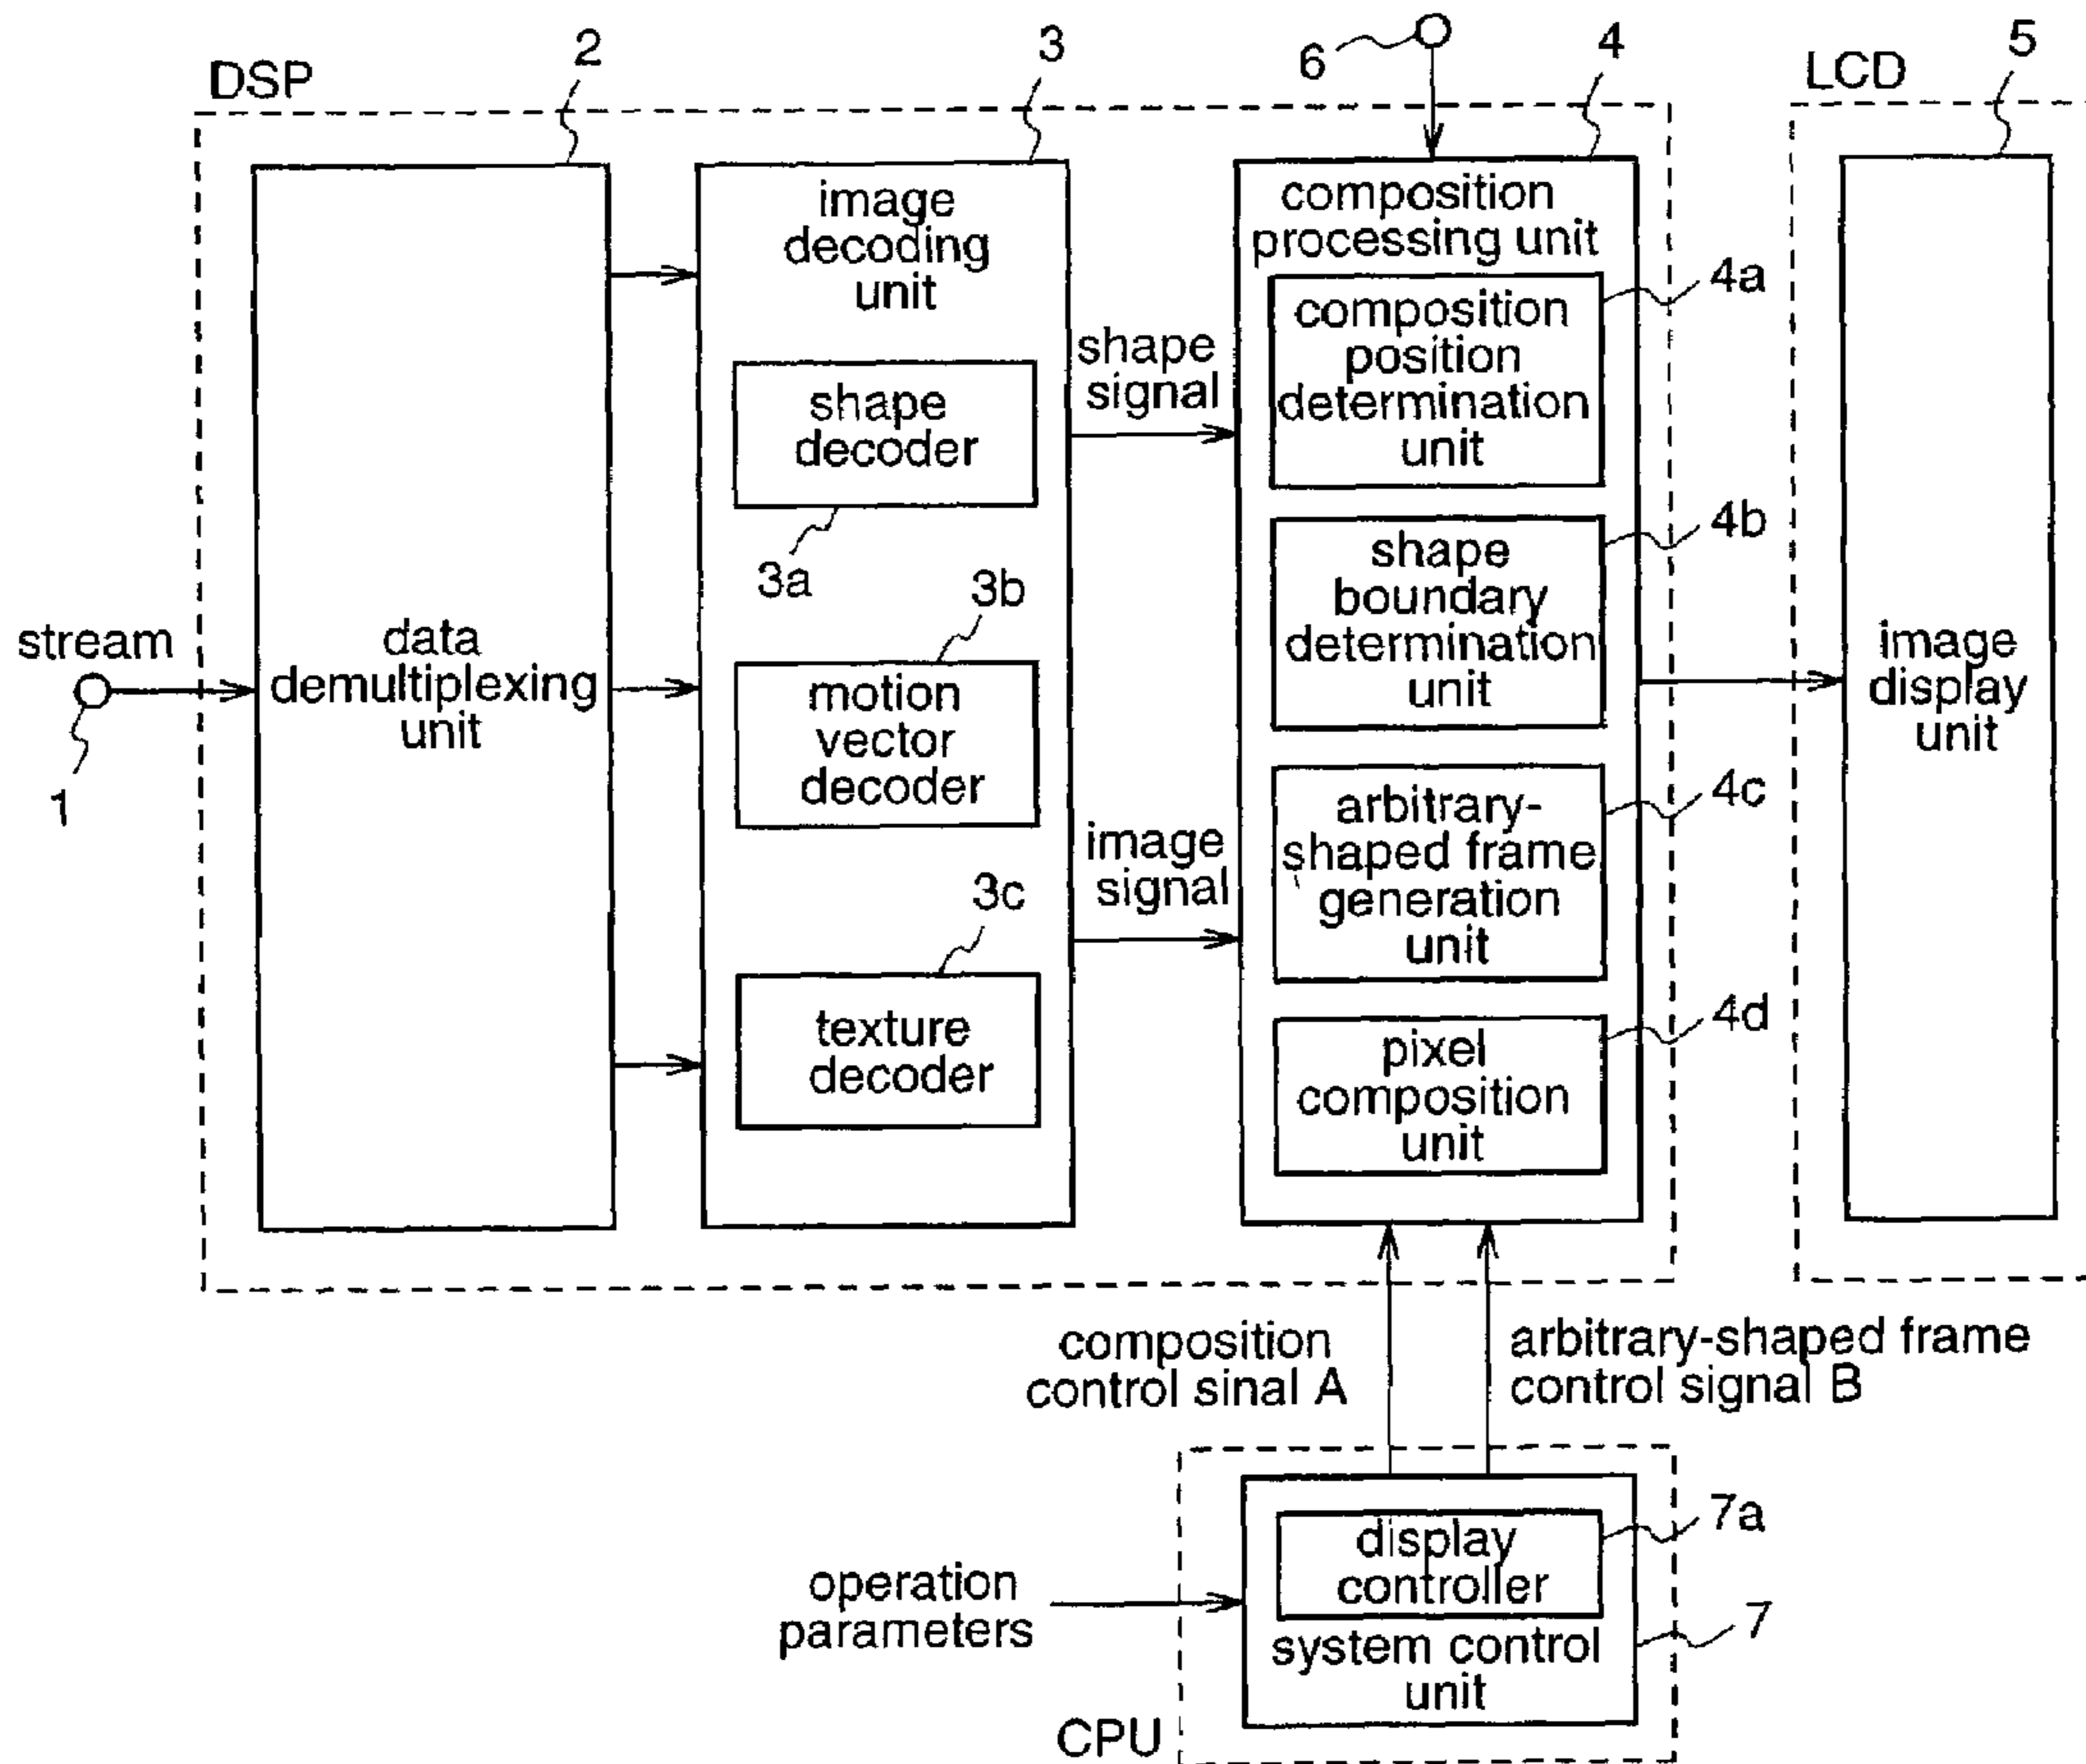 DSP
2
3
6
4
LCD
5
image
decoding
unit
composition
processing unit
4a
composition
position
determination
unit
shape
signal
shape
decoder
3a
4b
shape
boundary
determination
unit
3b
stream
1
data
demultiplexing
unit
motion
vector
decoder
image
display
unit
4c
arbitrary-
shaped frame
generation
unit
image
signal
3c
texture
decoder
4d
pixel
composition
unit
composition
control sinal A
arbitrary-shaped frame
control signal B
7a
display
controller
operation
parameters
system control
unit
7
CPU